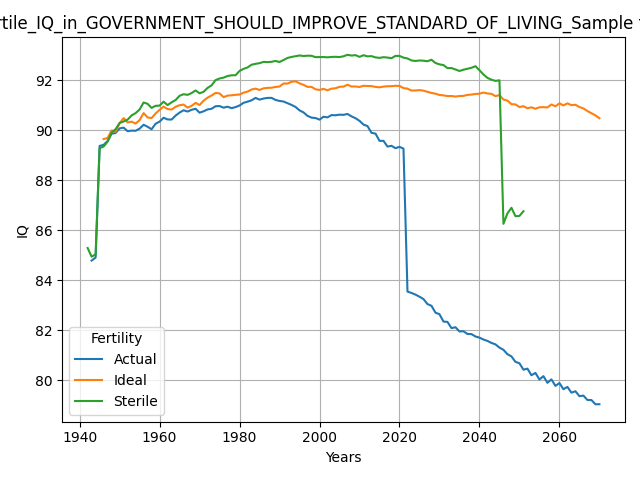 rtile_IQ_in_GOVERNMENT_SHOULD_IMPROVE_STANDARD_OF_LIVING_Sample
92
90
88
86
84
82
80
IQ
Fertility
Actual
Ideal
Sterile
1940
1960
1980
2000
2020
2040
2060
Years